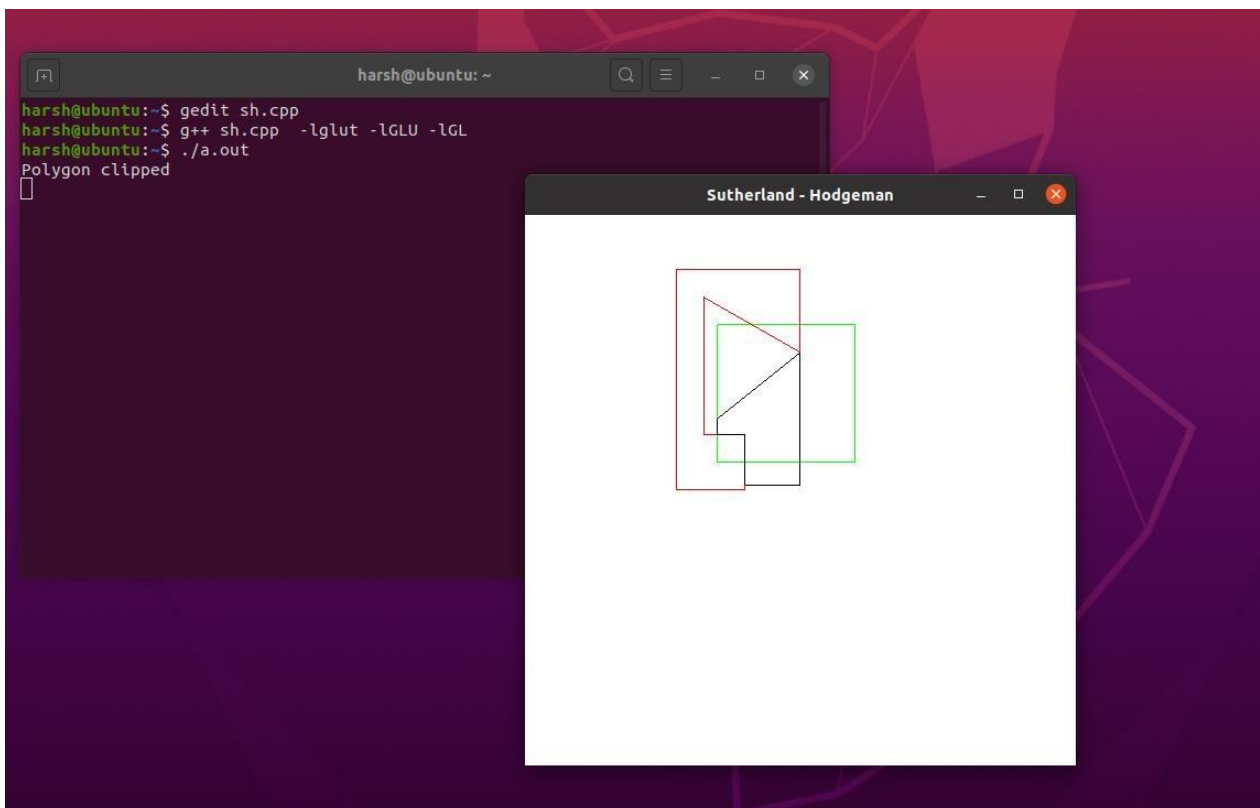 harsh@ubuntu: ~
harsh@ubuntu:~$ gedit sh.cpp
harsh@ubuntu:~$ g++ sh.cpp  -lglut -lGLU -lGL
harsh@ubuntu:~$ ./a.out
Polygon clipped
Sutherland - Hodgeman